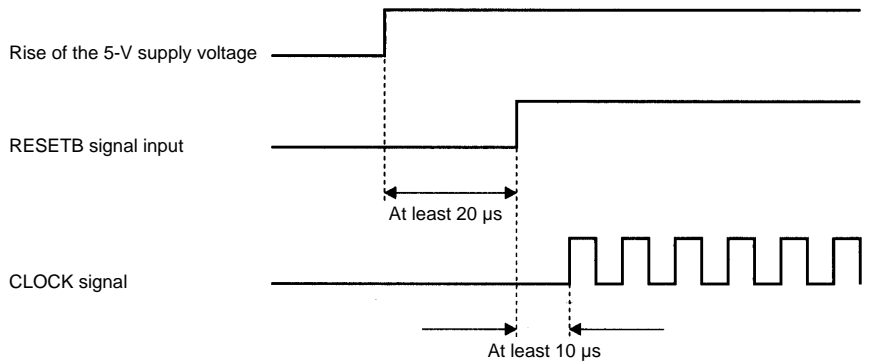 Rise of the 5-V supply voltage
RESETB signal input
At least 20 µs
CLOCK signal
At least 10 µs